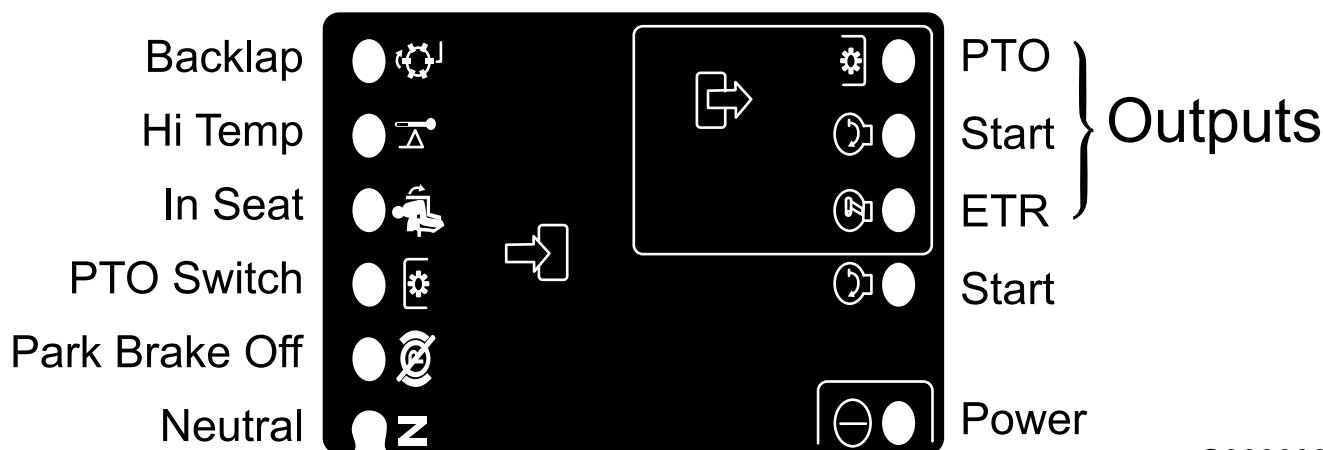 Backlap
Hi Temp
In Seat
PTO Switch
Park Brake Off
Neutral
N
PTO
Start
ETR
Outputs
Start
Power